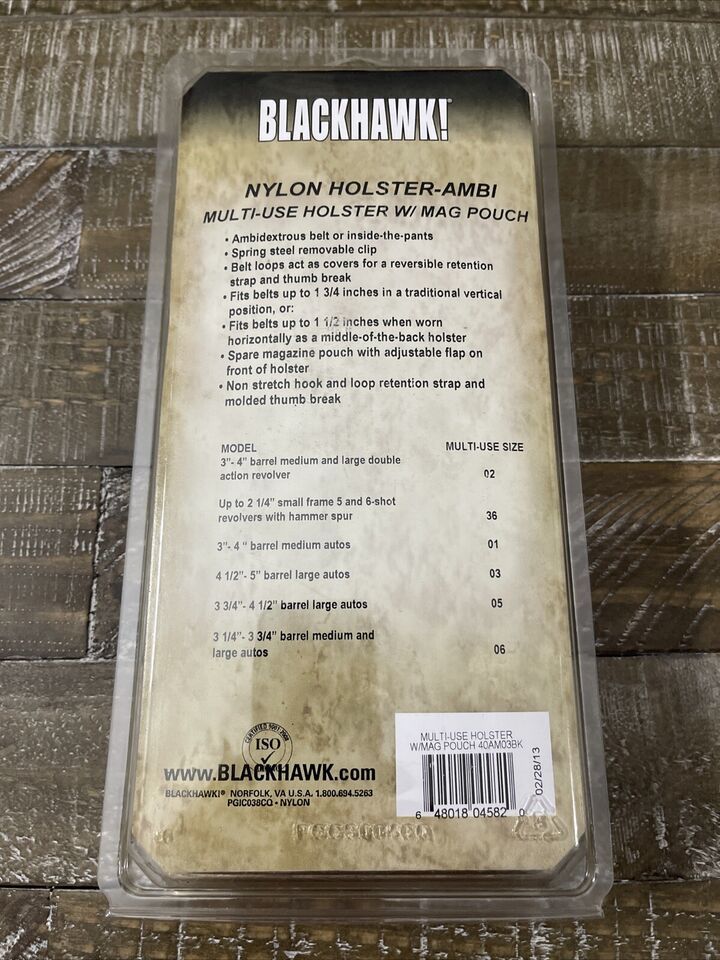 BLACKHAWK!®
NYLON HOLSTER-AMBI
MULTI-USE HOLSTER W/ MAG POUCH
• Ambidextrous belt or inside-the-pants
• Spring steel removable clip
• Belt loops act as covers for a reversible retention
strap and thumb break
• Fits belts up to 1 3/4 inches in a traditional vertical
position, or:
• Fits belts up to 1 1/2 inches when worn
horizontally as a middle-of-the-back holster
• Spare magazine pouch with adjustable flap on
front of holster
• Non stretch hook and loop retention strap and
molded thumb break
MODEL MULTI-USE SIZE
3"- 4" barrel medium and large double
action revolver 02
Up to 2 1/4" small frame 5 and 6-shot
revolvers with hammer spur 36
3"- 4 " barrel medium autos 01
4 1/2"- 5" barrel large autos 03
3 3/4"- 4 1/2" barrel large autos 05
3 1/4"- 3 3/4" barrel medium and
large autos 06
CERTIFIED 9001:2008
ISO
www.BLACKHAWK.com
BLACKHAWK!® NORFOLK, VA U.S.A. 1.800.694.5263
PGIC038CQ • NYLON
MULTI-USE HOLSTER
W/MAG POUCH 40AM03BK
02/28/13
6 48018 04582 0